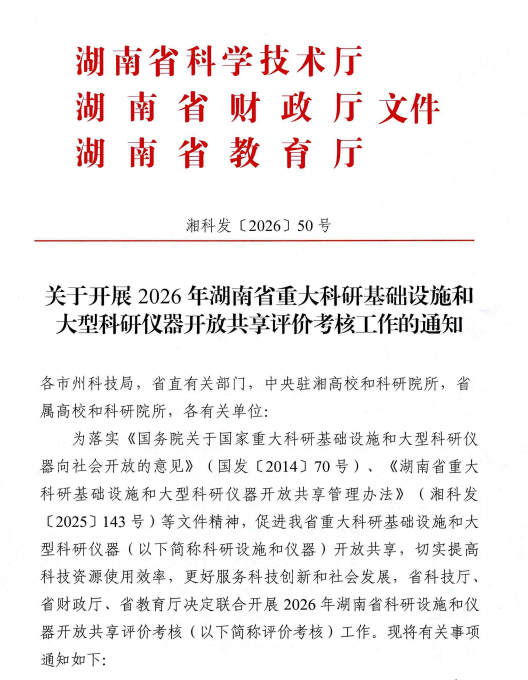 湖南省科学技术厅
湖南省财政厅文件
湖南省教育厅
湘科发〔2026〕50号
关于开展2026年湖南省重大科研基础设施和
大型科研仪器开放共享评价考核工作的通知
各市州科技局，省直有关部门，中央驻湘高校和科研院所，省
属高校和科研院所，各有关单位：
为落实《国务院关于国家重大科研基础设施和大型科研仪
器向社会开放的意见》（国发〔2014〕70号）、《湖南省重大
科研基础设施和大型科研仪器开放共享管理办法》（湘科发
〔2025〕143号）等文件精神，促进我省重大科研基础设施和大
型科研仪器（以下简称科研设施和仪器）开放共享，切实提高
科技资源使用效率，更好服务科技创新和社会发展，省科技厅、
省财政厅、省教育厅决定联合开展2026年湖南省科研设施和仪
器开放共享评价考核（以下简称评价考核）工作。现将有关事项
通知如下：